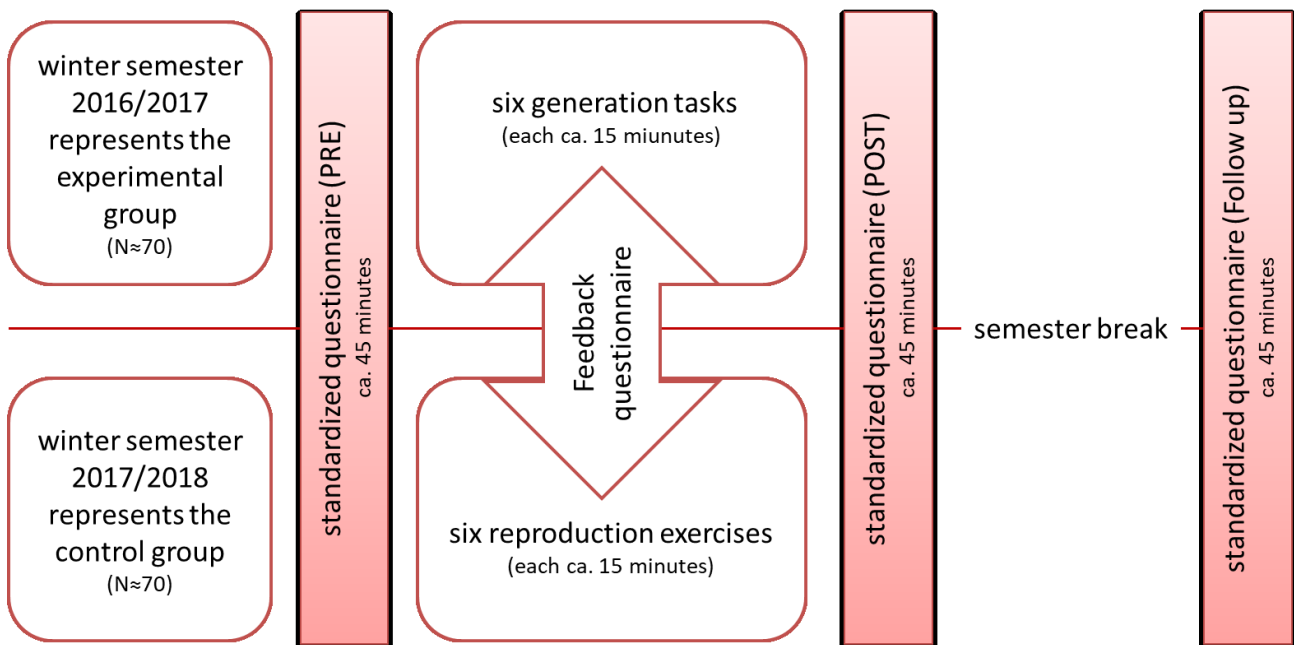 winter semester
2016/2017
represents the
experimental
group
(N≈70)
standardized questionnaire (PRE)
ca. 45 minutes
six generation tasks
(each ca. 15 miunutes)
Feedback
questionnaire
standardized questionnaire (POST)
ca. 45 minutes
semester break
standardized questionnaire (Follow up)
ca. 45 minutes
winter semester
2017/2018
represents the
control group
(N≈70)
six reproduction exercises
(each ca. 15 minutes)